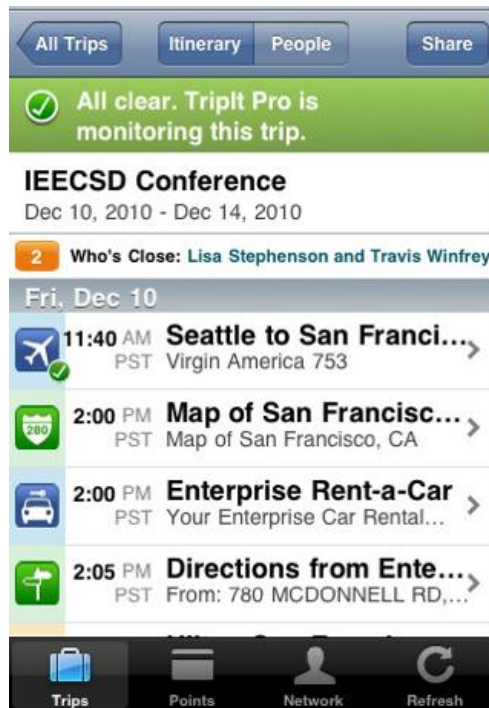 All Trips
Itinerary
People
Share
All clear. TripIt Pro is
monitoring this trip.
IEECSD Conference
Dec 10, 2010 - Dec 14, 2010
2 Who's Close: Lisa Stephenson and Travis Winfrey
Fri, Dec 10
11:40 AM Seattle to San Franci...
PST Virgin America 753
2:00 PM Map of San Francisc...
280 PST Map of San Francisco, CA
2:00 PM Enterprise Rent-a-Car
PST Your Enterprise Car Rental...
2:05 PM Directions from Ente...
PST From: 780 MCDONNELL RD,...
Trips
Points
Network
Refresh